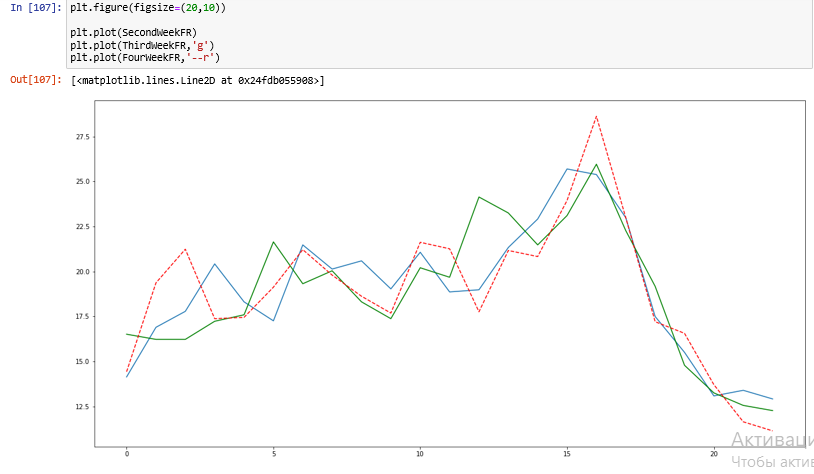 In [107]: plt.figure(figsize=(20,10))
plt.plot(SecondWeekFR)
plt.plot(ThirdWeekFR,'g')
plt.plot(FourWeekFR,'--r')
Out[107]: [<matplotlib.lines.Line2D at 0x24fdb055908>]
27.5
25.0
22.5
20.0
17.5
15.0
12.5
0 5 10 15 20
Активаци
Чтобы актив